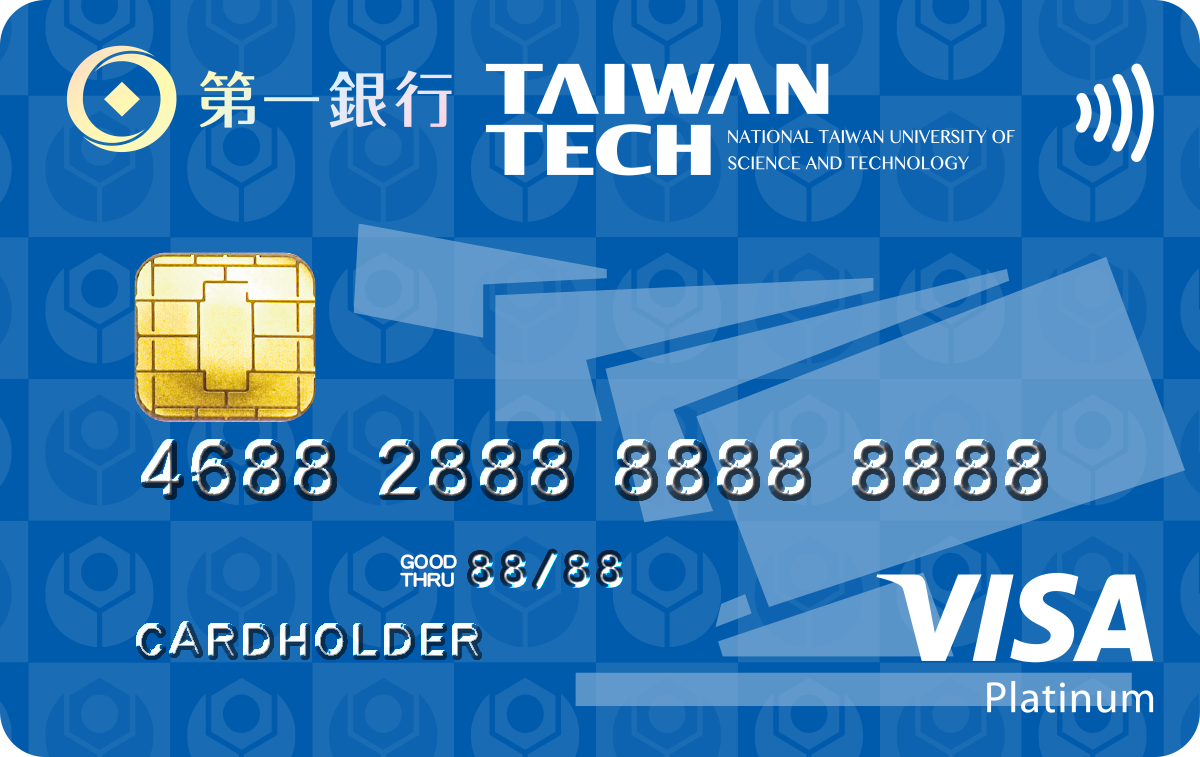 第一銀行
TAIWAN
TECH
NATIONAL TAIWAN UNIVERSITY OF
SCIENCE AND TECHNOLOGY
4688 2888 8888 8888
GOOD
THRU 88/88
CARDHOLDER
VISA
Platinum